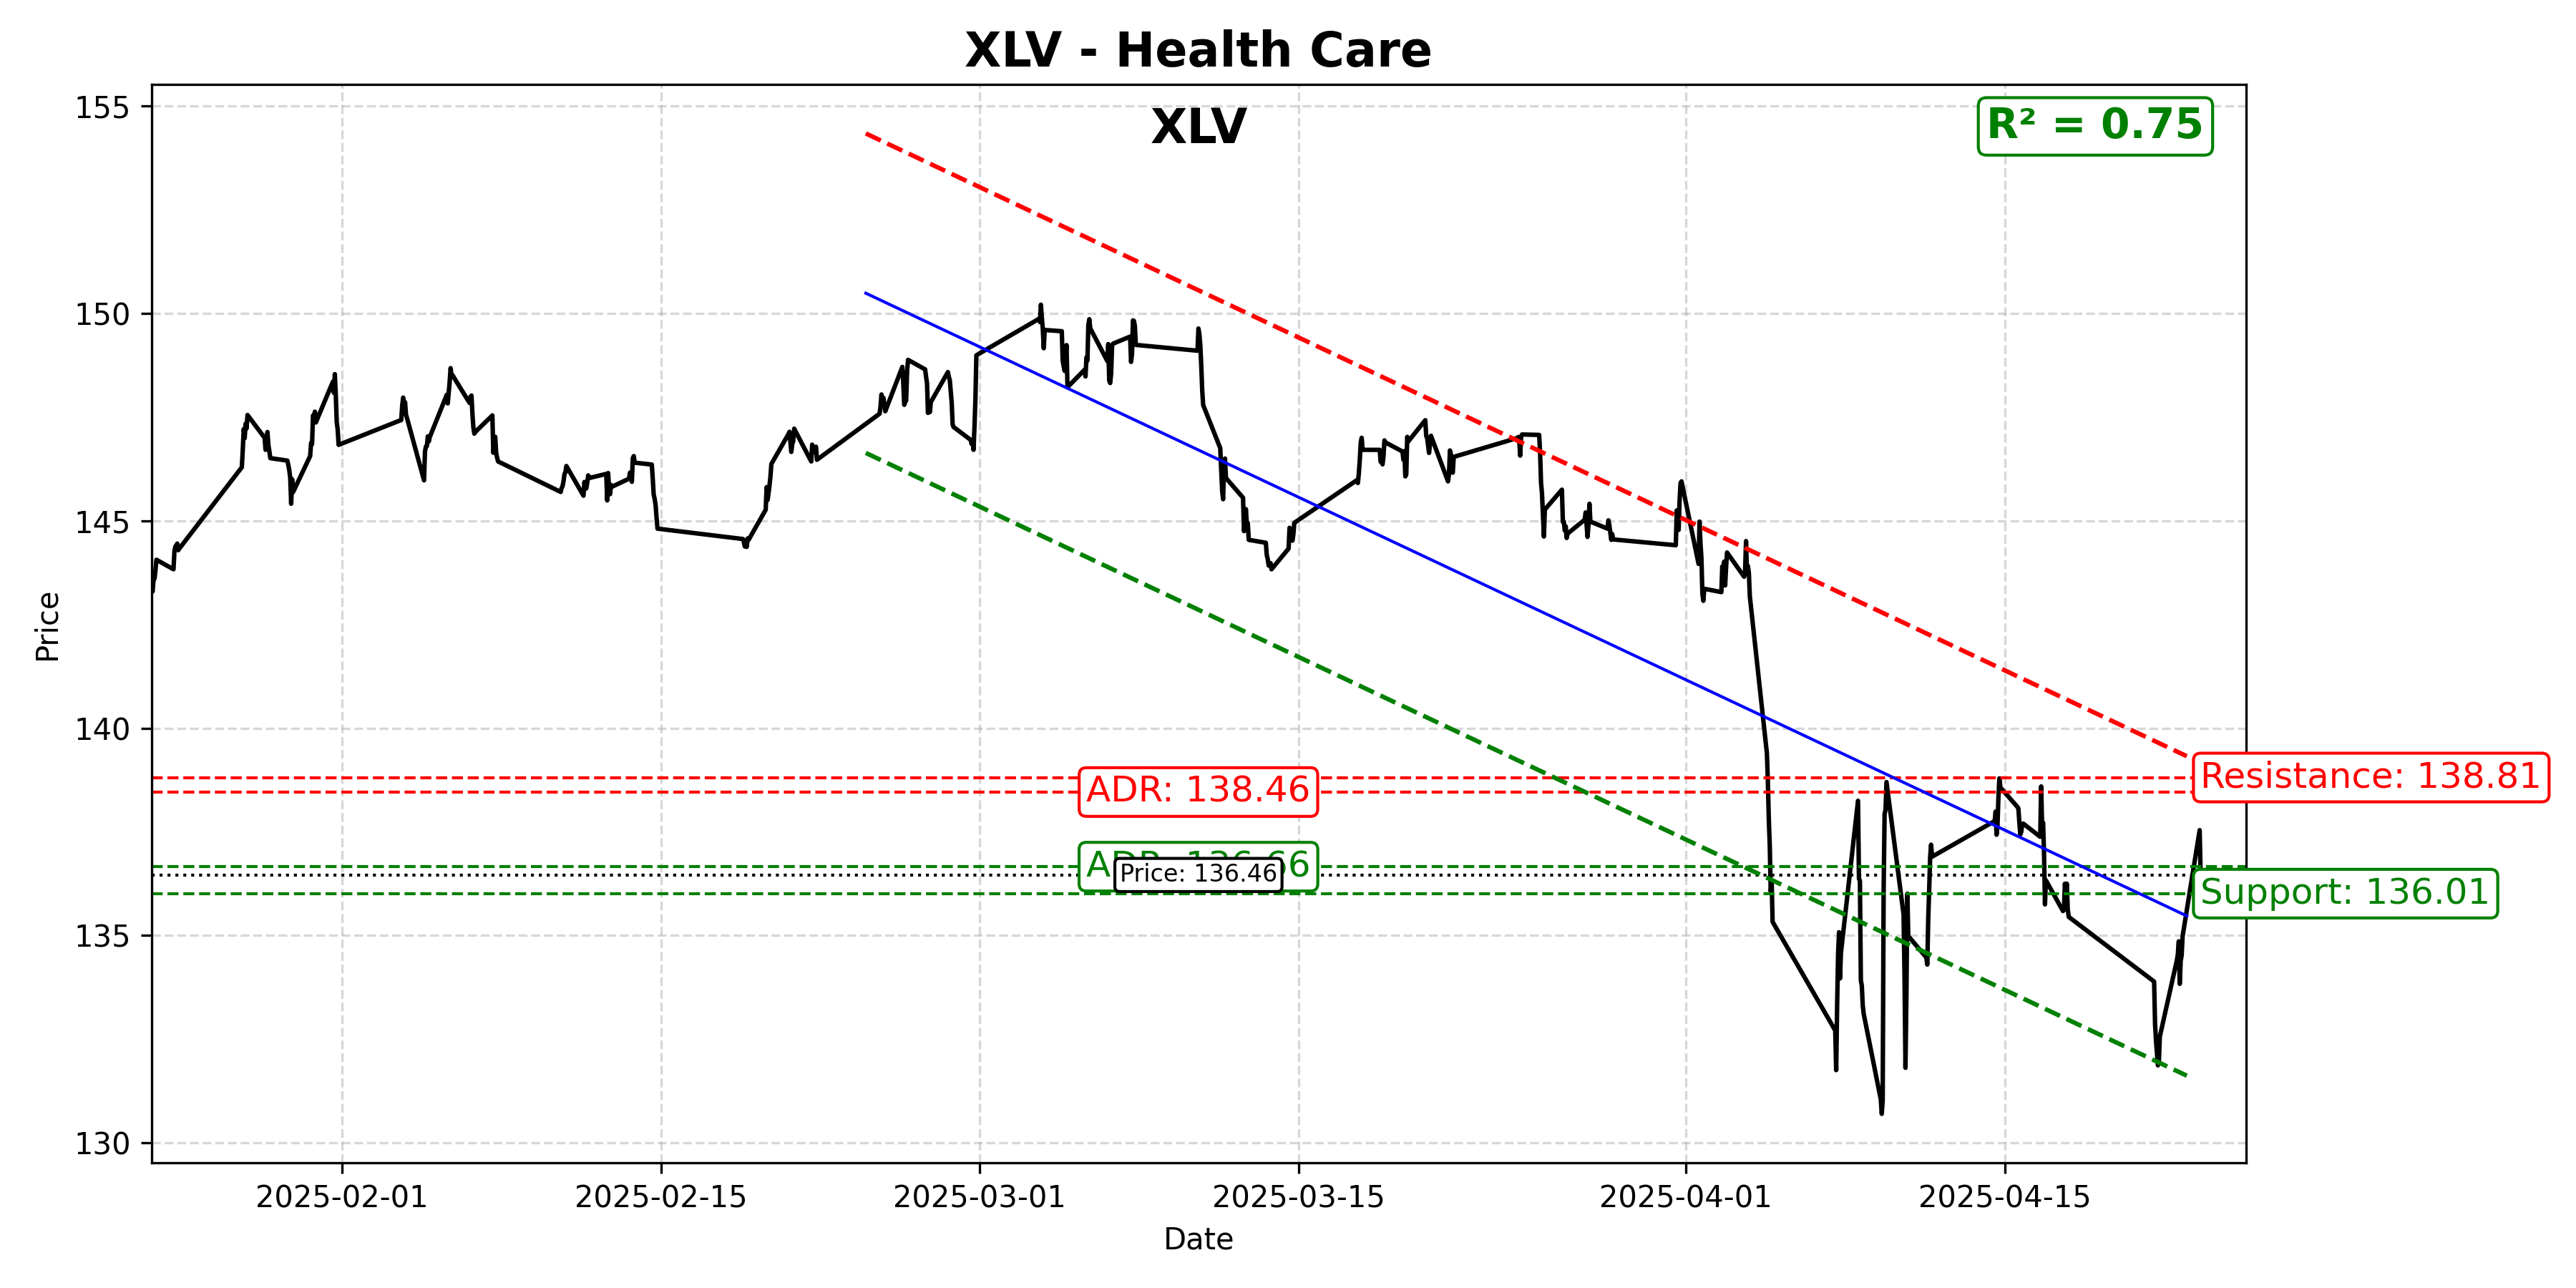 XLV - Health Care
XLV
R² = 0.75
155
150
145
140
135
130
Price
ADR: 138.46
Resistance: 138.81
Price: 136.46
Support: 136.01
2025-02-01
2025-02-15
2025-03-01
2025-03-15
2025-04-01
2025-04-15
Date